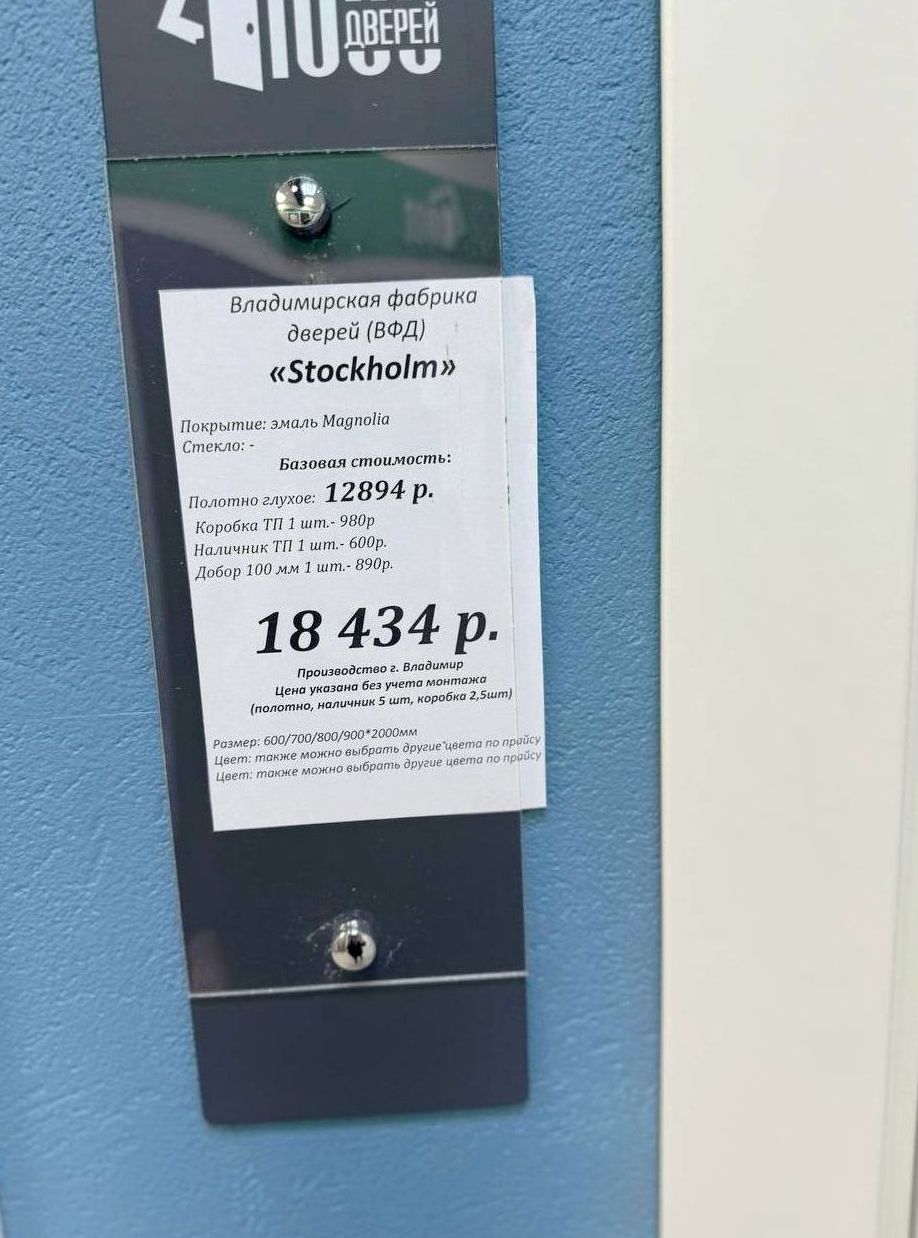 10
ДВЕРЕЙ
Владимирская фабрика
дверей (ВФД)
«Stockholm»
Покрытие: эмаль Magnolia
Стекло: -
Базовая стоимость:
Полотно глухое: 12894 р.
Коробка ТП 1 шт.- 980р
Наличник ТП 1 шт.- 600р.
Добор 100 мм 1 шт.- 890р.
18 434 р.
Производство г. Владимир
Цена указана без учета монтажа
(полотно, наличник 5 шт, коробка 2,5шт)
Размер: 600/700/800/900*2000мм
Цвет: также можно выбрать другие цвета по прайсу
Цвет: также можно выбрать другие цвета по прайсу